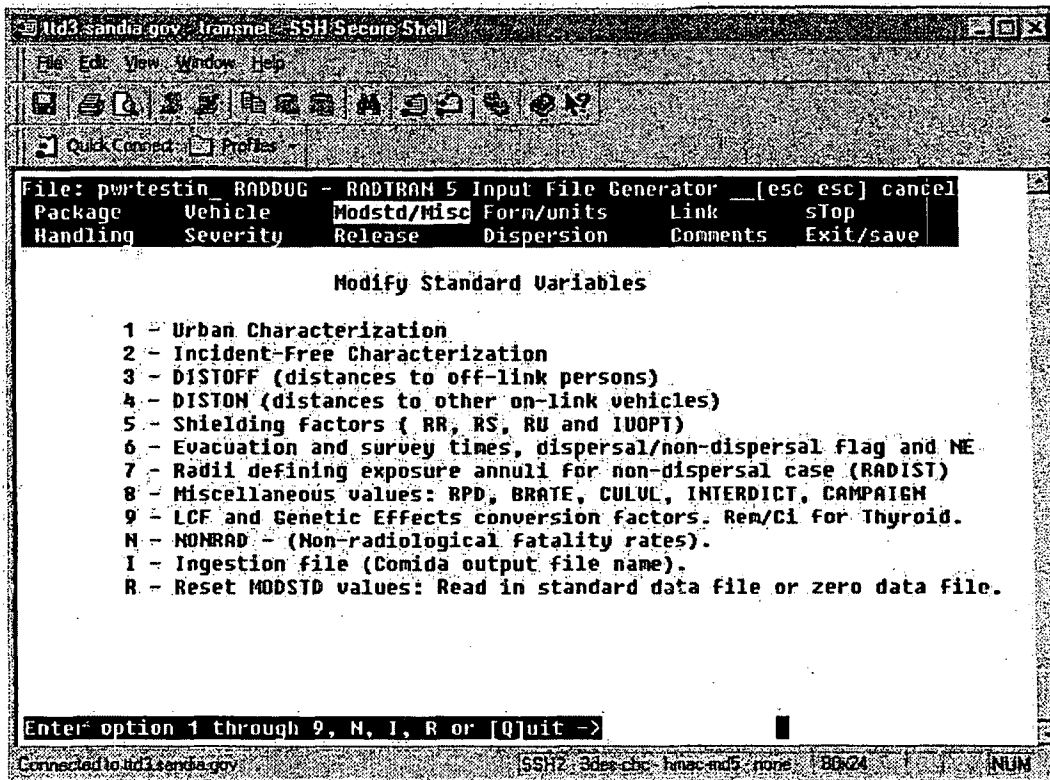 ttd3.sandia.gov - transnet - SSH Secure Shell
File Edit View Window Help
Quick Connect Profiles
File: pwrtestin_ RADDOG - RADTRAN 5 Input File Generator __[esc esc] cancel
Package Vehicle Modstd/Misc Form/units Link sTop
Handling Severity Release Dispersion Comments Exit/save
Modify Standard Variables
1 - Urban Characterization
2 - Incident-Free Characterization
3 - DISTOFF (distances to off-link persons)
4 - DISTON (distances to other on-link vehicles)
5 - Shielding factors ( RR, RS, RU and IUOPT)
6 - Evacuation and survey times, dispersal/non-dispersal flag and NE
7 - Radii defining exposure annuli for non-dispersal case (RADIST)
8 - Miscellaneous values: RPD, BRATE, CULVL, INTERDICT, CAMPAIGN
9 - LCF and Genetic Effects conversion factors. Rem/Ci for Thyroid.
N - NONRAD - (Non-radiological fatality rates).
I - Ingestion file (Comida output file name).
R - Reset MODSTD values: Read in standard data file or zero data file.
Enter option 1 through 9, N, I, R or [Q]uit ->
Connected to ttd3.sandia.gov SSH2 - 3des-cbc - hmac-md5 - none 80x24 NUM